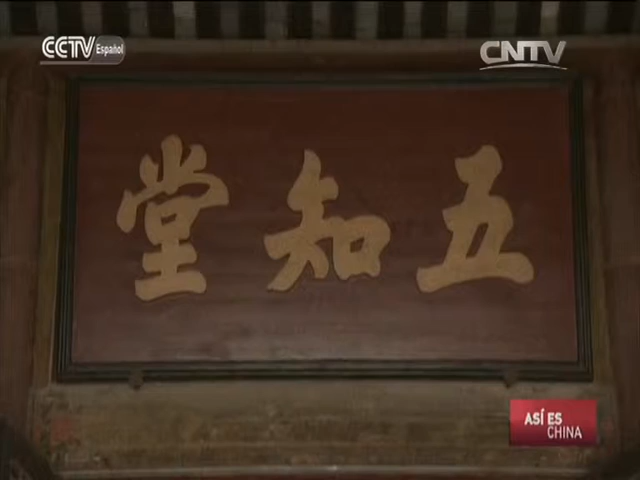 CCTV Español
CNTV
五知堂
ASÍ ES
CHINA